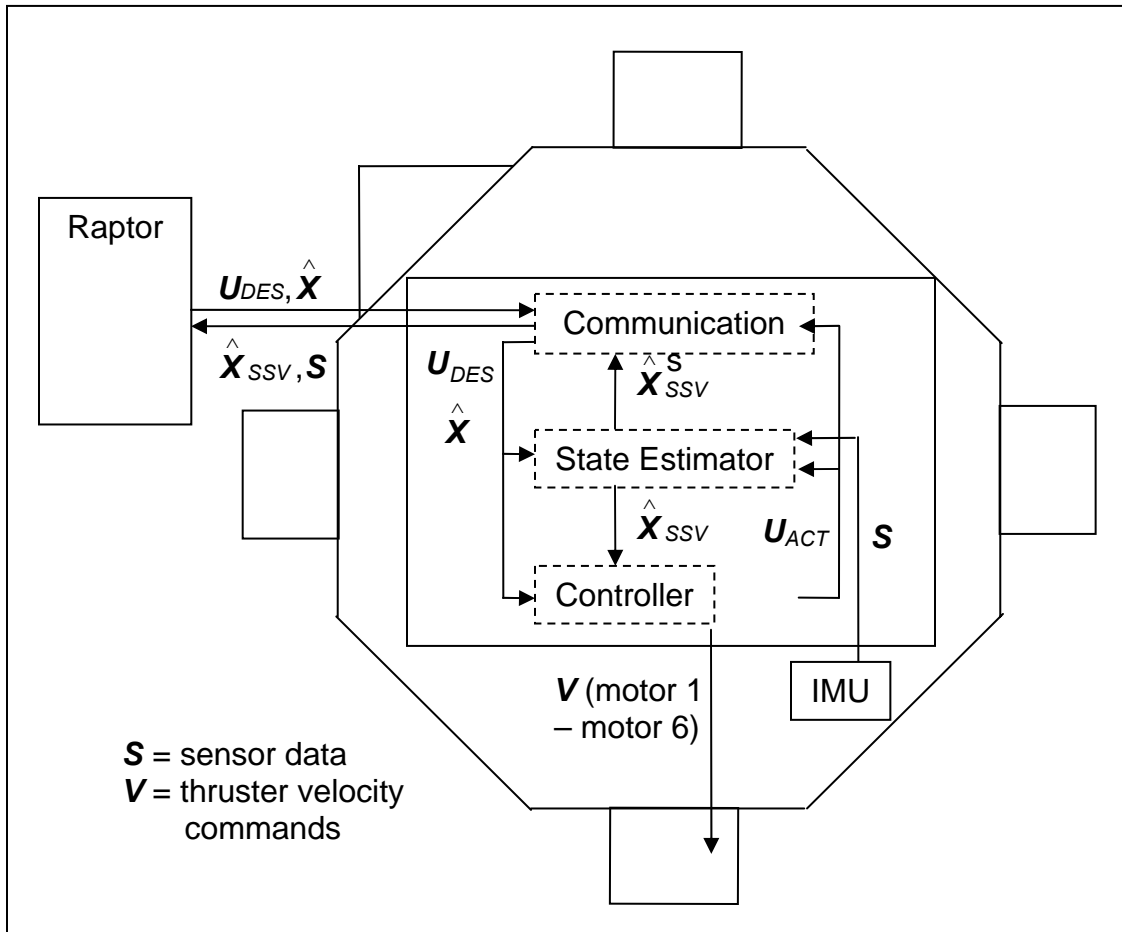 Raptor
U_DES, X̂
X̂_SSV, S
Communication
U_DES
X̂_SSV S
X̂
State Estimator
X̂_SSV
U_ACT
S
Controller
IMU
V (motor 1
– motor 6)
S = sensor data
V = thruster velocity
commands